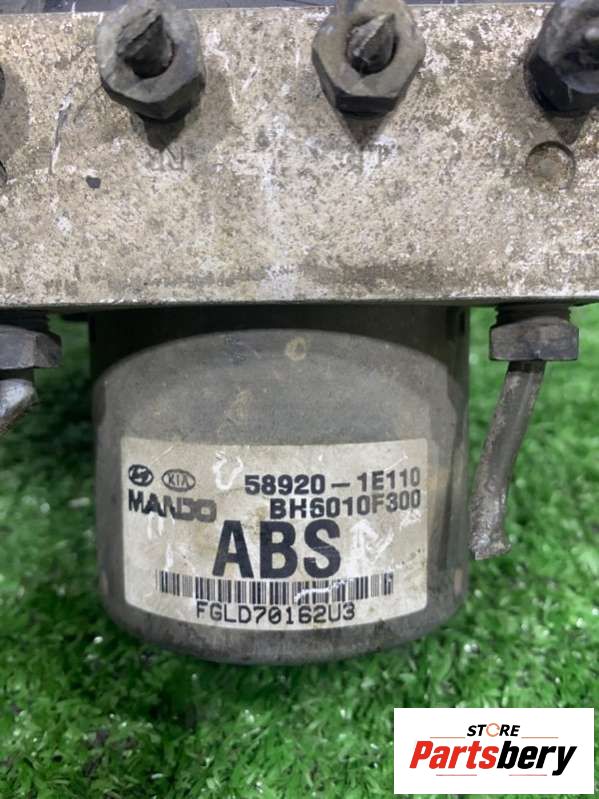 KIA 58920-1E110
MANDO BH6010F300
ABS
FGLD70162U3
STORE
Partsbery